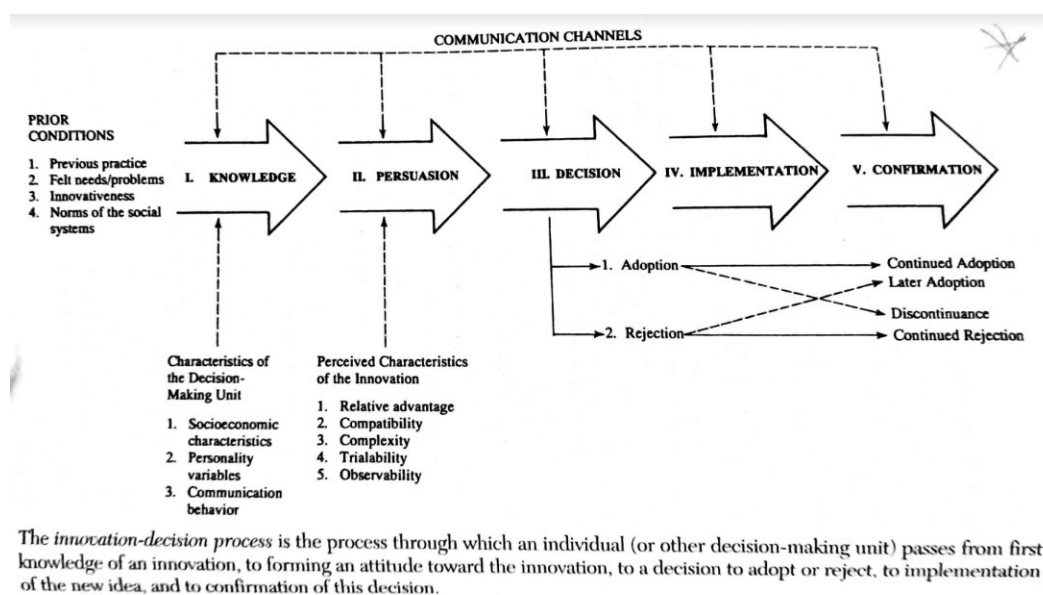 COMMUNICATION CHANNELS
PRIOR
CONDITIONS
1. Previous practice
2. Felt needs/problems
3. Innovativeness
4. Norms of the social
systems
I. KNOWLEDGE
II. PERSUASION
III. DECISION
IV. IMPLEMENTATION
V. CONFIRMATION
1. Adoption
2. Rejection
Continued Adoption
Later Adoption
Discontinuance
Continued Rejection
Characteristics of
the Decision-
Making Unit
1. Socioeconomic
characteristics
2. Personality
variables
3. Communication
behavior
Perceived Characteristics
of the Innovation
1. Relative advantage
2. Compatibility
3. Complexity
4. Trialability
5. Observability
The innovation-decision process is the process through which an individual (or other decision-making unit) passes from first
knowledge of an innovation, to forming an attitude toward the innovation, to a decision to adopt or reject, to implementation
of the new idea, and to confirmation of this decision.